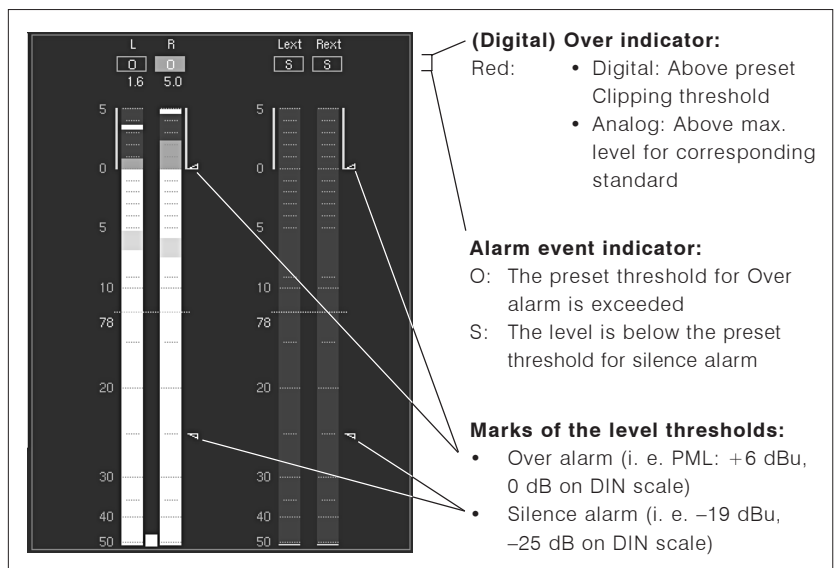 L R Lext Rext
O O S S
1.6 5.0
5 5
0 0
5 5
10 10
78 78
20 20
30 30
40 40
50 50
(Digital) Over indicator:
Red: • Digital: Above preset
Clipping threshold
• Analog: Above max.
level for corresponding
standard
Alarm event indicator:
O: The preset threshold for Over
alarm is exceeded
S: The level is below the preset
threshold for silence alarm
Marks of the level thresholds:
• Over alarm (i. e. PML: +6 dBu,
0 dB on DIN scale)
• Silence alarm (i. e. –19 dBu,
–25 dB on DIN scale)